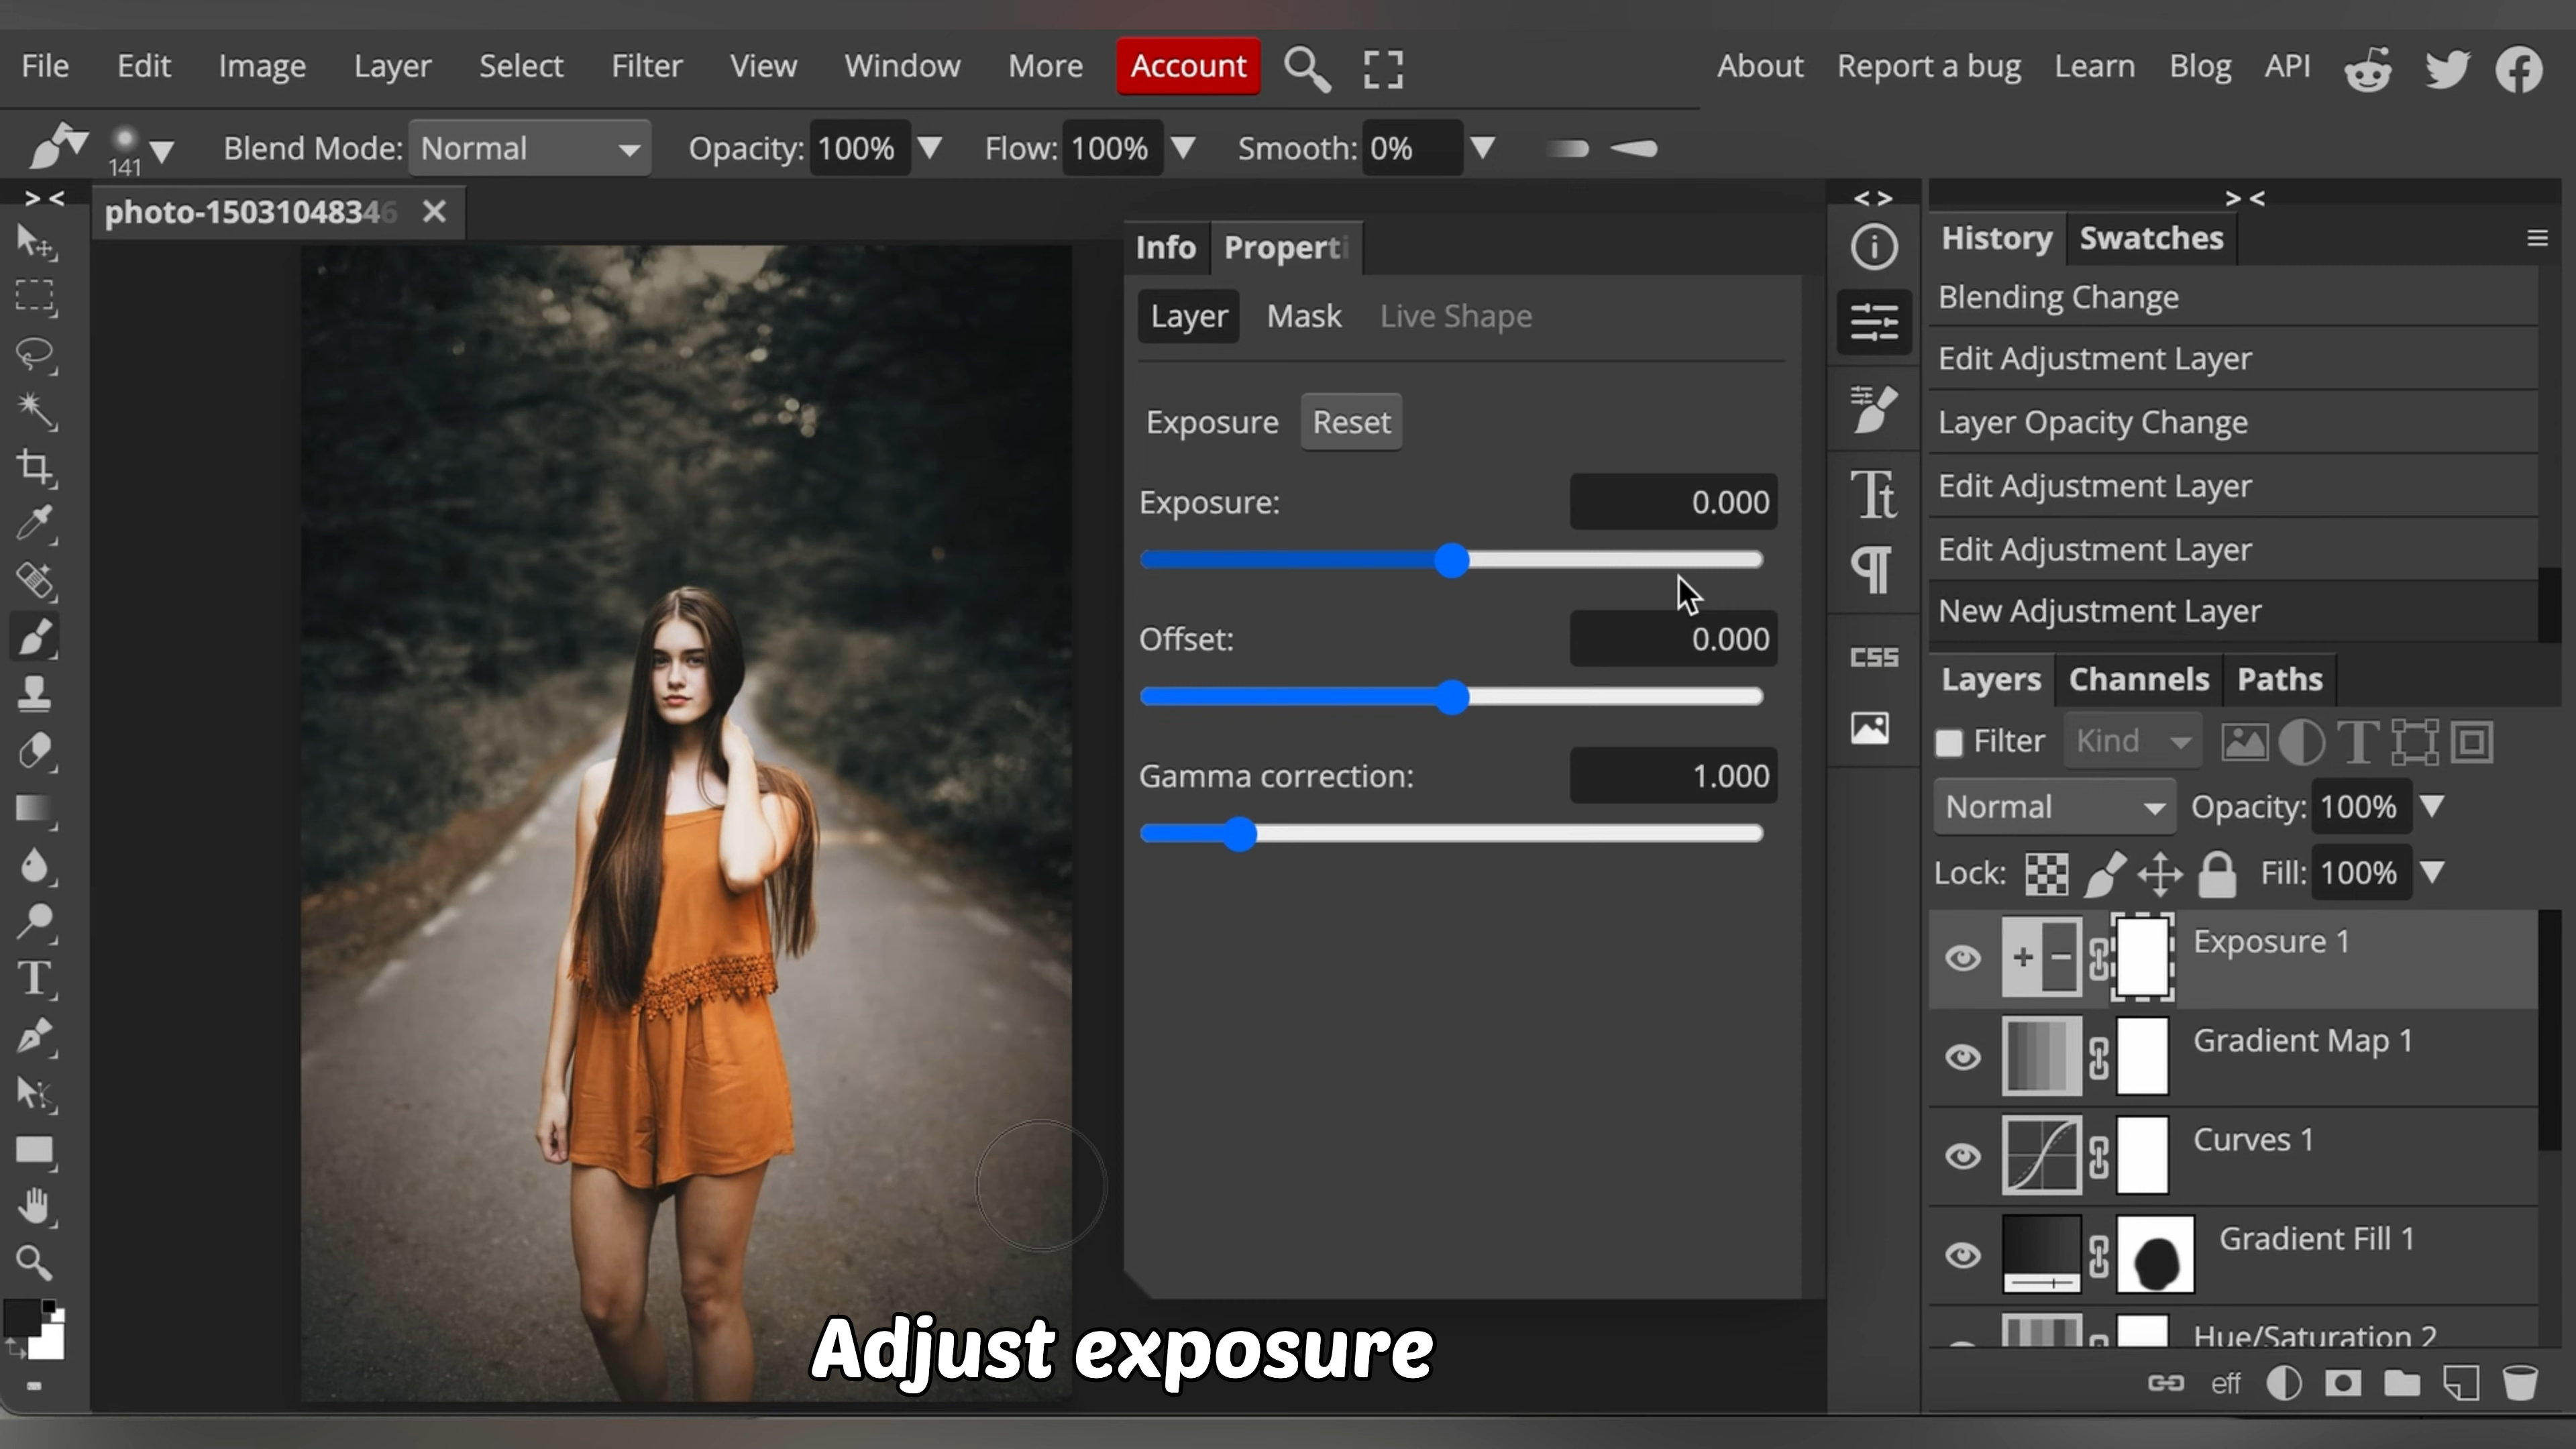 File Edit Image Layer Select Filter View Window More Account About Report a bug Learn Blog API
141 Blend Mode: Normal Opacity: 100% Flow: 100% Smooth: 0%
> < < > > <
photo-15031048346 ✕
Info Properti
Layer Mask Live Shape
Exposure Reset
Exposure: 0.000
Offset: 0.000
Gamma correction: 1.000
CSS
History Swatches
Blending Change
Edit Adjustment Layer
Layer Opacity Change
Edit Adjustment Layer
Edit Adjustment Layer
New Adjustment Layer
Layers Channels Paths
Filter Kind
Normal Opacity: 100%
Lock: Fill: 100%
Exposure 1
Gradient Map 1
Curves 1
Gradient Fill 1
Hue/Saturation 2
eff
Adjust exposure